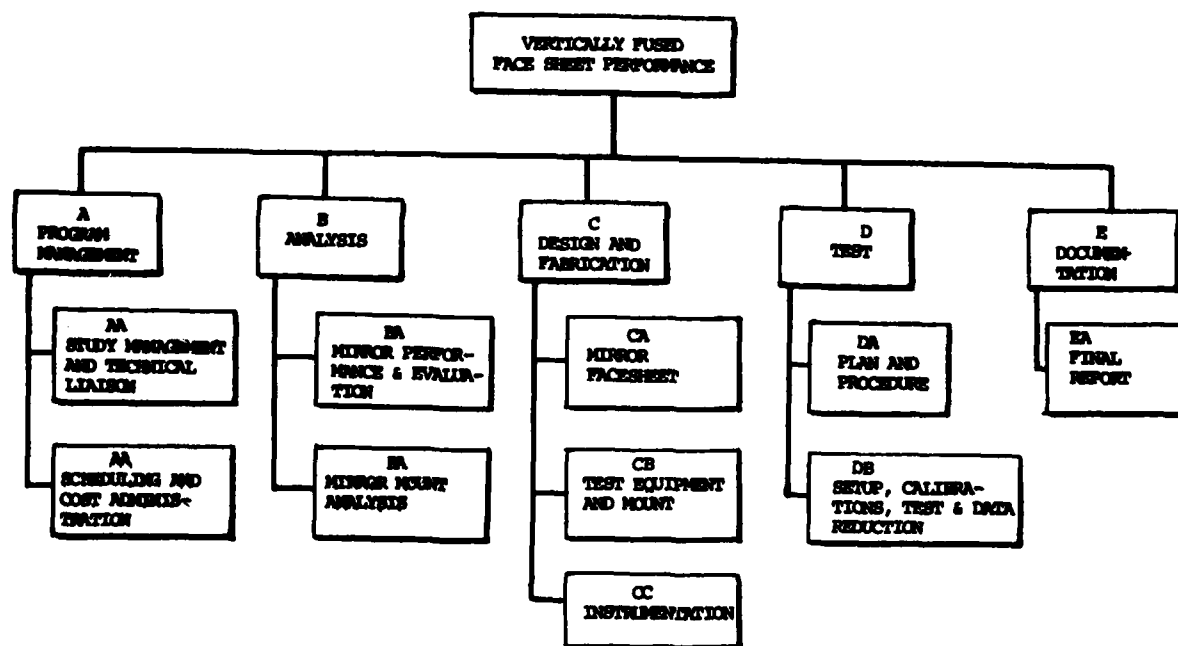 VERTICALLY FUSED
FACE SHEET PERFORMANCE
A
PROGRAM
MANAGEMENT
B
ANALYSIS
C
DESIGN AND
FABRICATION
D
TEST
E
DOCUMEN-
TATION
AA
STUDY MANAGEMENT
AND TECHNICAL
LIAISON
AA
SCHEDULING AND
COST ADMINIS-
TRATION
BA
MIRROR PERFOR-
MANCE & EVALUA-
TION
BA
MIRROR MOUNT
ANALYSIS
CA
MIRROR
FACESHEET
CB
TEST EQUIPMENT
AND MOUNT
CC
INSTRUMENTATION
DA
PLAN AND
PROCEDURE
DB
SETUP, CALIBRA-
TIONS, TEST & DATA
REDUCTION
EA
FINAL
REPORT